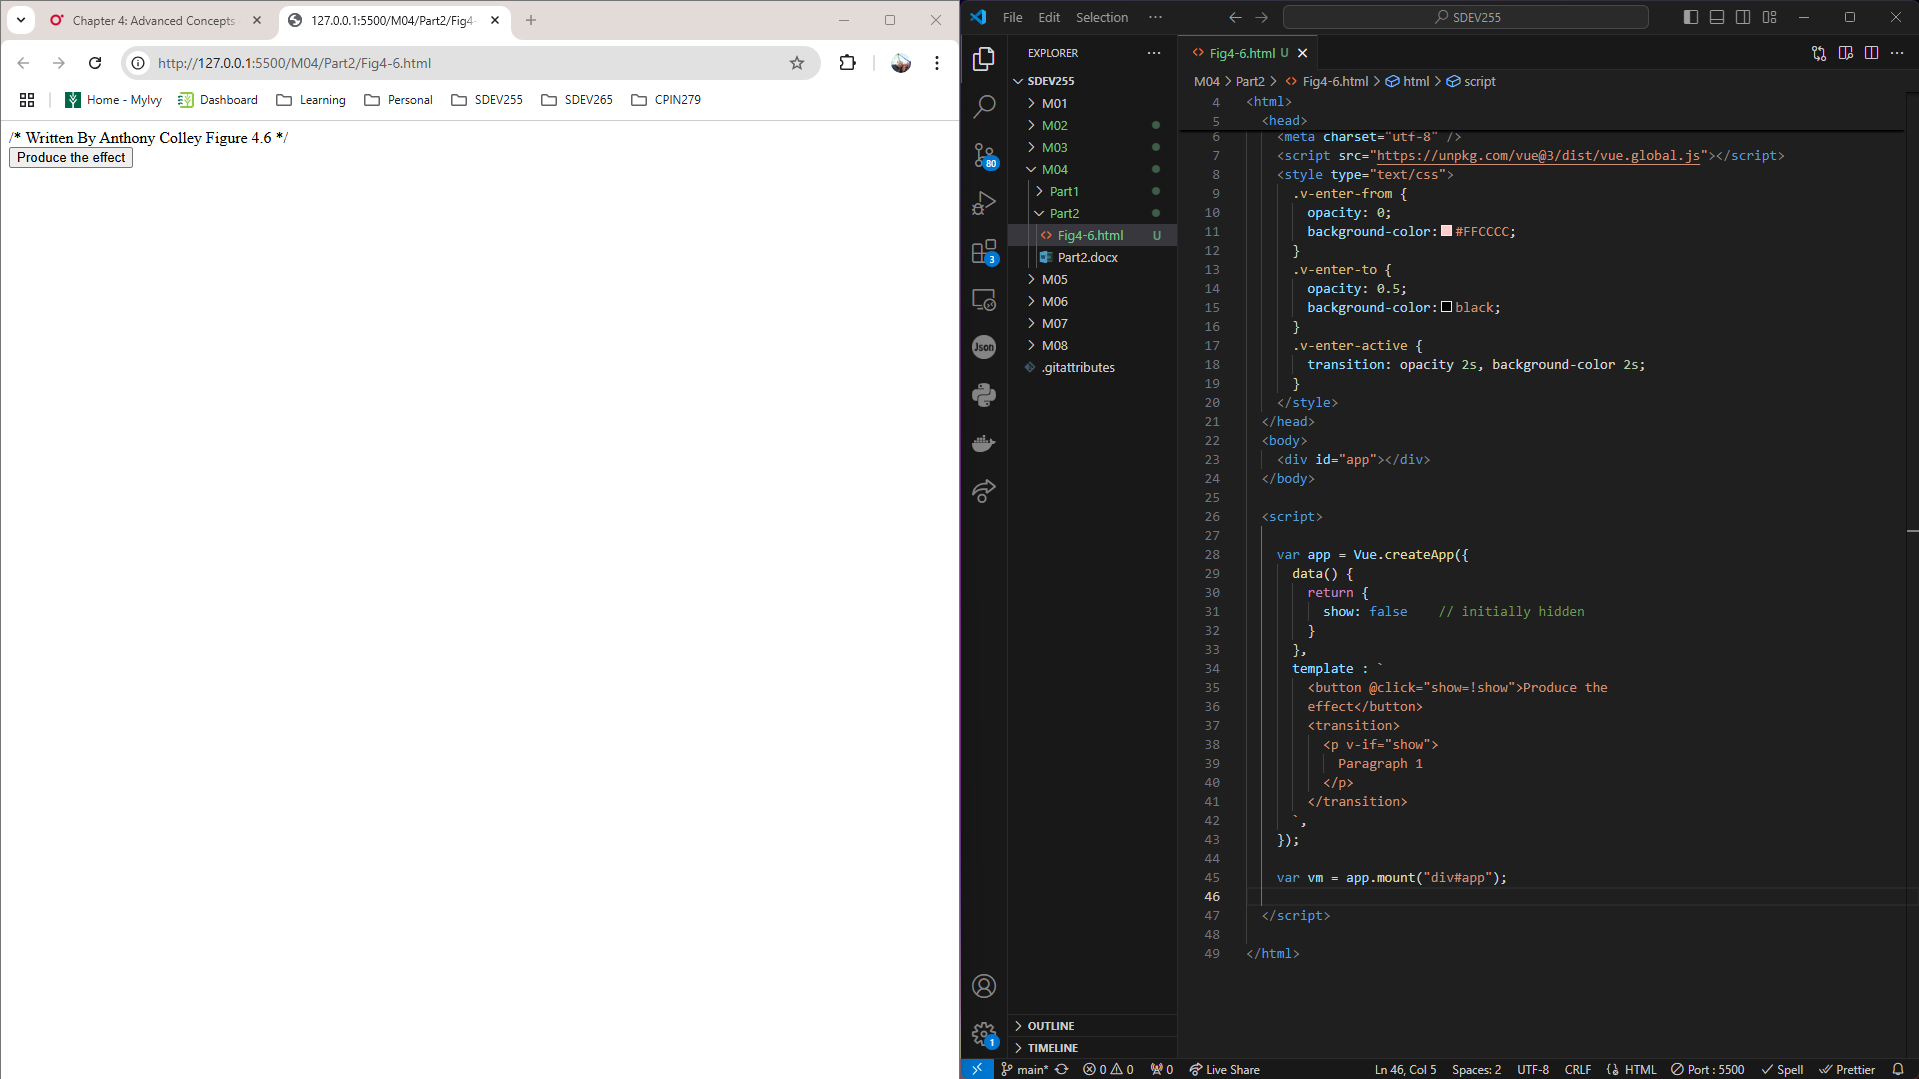 Chapter 4: Advanced Concepts
127.0.0.1:5500/M04/Part2/Fig4-
http://127.0.0.1:5500/M04/Part2/Fig4-6.html
Home - MyIvy
Dashboard
Learning
Personal
SDEV255
SDEV265
CPIN279
/* Written By Anthony Colley Figure 4.6 */
Produce the effect
File Edit Selection ···
SDEV255
EXPLORER
SDEV255
M01
M02
M03
M04
Part1
Part2
Fig4-6.html U
Part2.docx
M05
M06
M07
M08
.gitattributes
OUTLINE
TIMELINE
80
3
Json
1
Fig4-6.html U
M04 > Part2 > Fig4-6.html > html > script
4 <html>
5 <head>
6 <meta charset="utf-8" />
7 <script src="https://unpkg.com/vue@3/dist/vue.global.js"></script>
8 <style type="text/css">
9 .v-enter-from {
10 opacity: 0;
11 background-color: #FFCCCC;
12 }
13 .v-enter-to {
14 opacity: 0.5;
15 background-color: black;
16 }
17 .v-enter-active {
18 transition: opacity 2s, background-color 2s;
19 }
20 </style>
21 </head>
22 <body>
23 <div id="app"></div>
24 </body>
25
26 <script>
27
28 var app = Vue.createApp({
29 data() {
30 return {
31 show: false // initially hidden
32 }
33 },
34 template : `
35 <button @click="show=!show">Produce the
36 effect</button>
37 <transition>
38 <p v-if="show">
39 Paragraph 1
40 </p>
41 </transition>
42 `,
43 });
44
45 var vm = app.mount("div#app");
46
47 </script>
48
49 </html>
main* 0 0 0 Live Share
Ln 46, Col 5 Spaces: 2 UTF-8 CRLF HTML Port : 5500 Spell Prettier